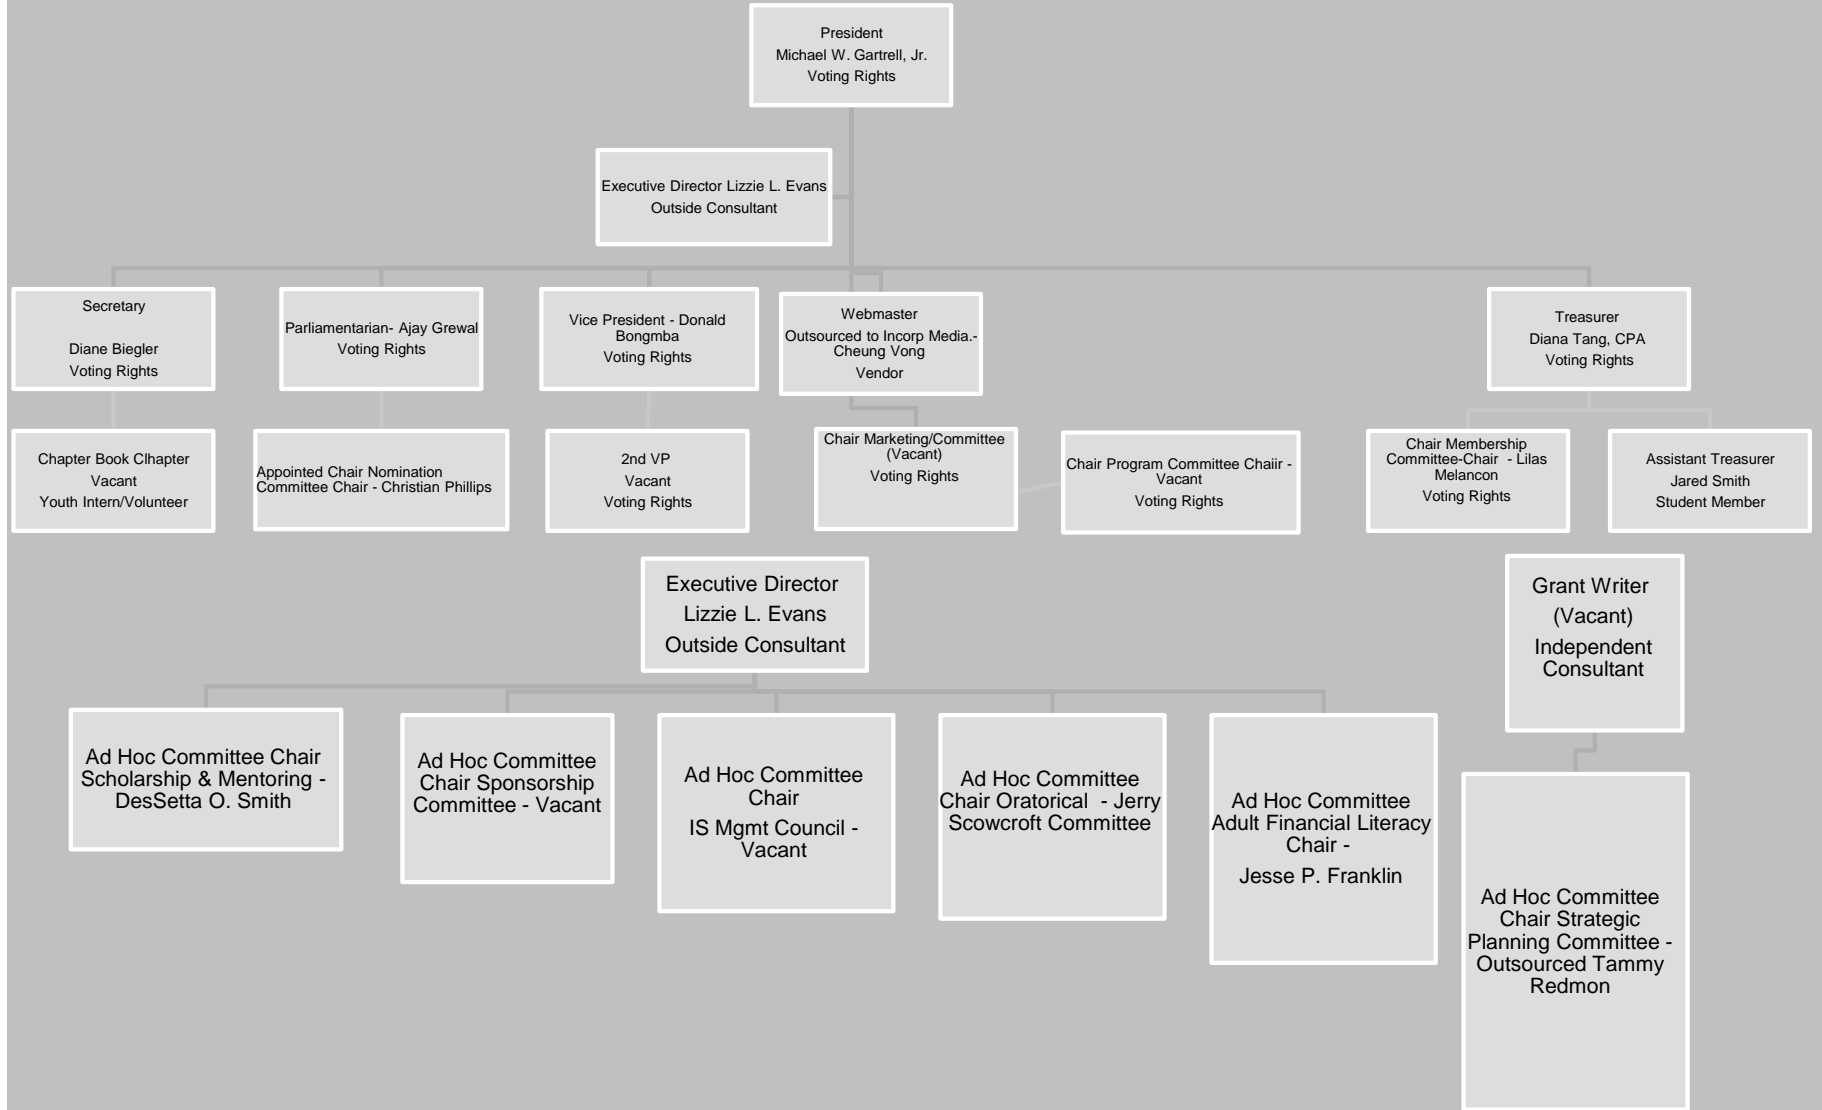 President
Michael W. Gartrell, Jr.
Voting Rights
Executive Director Lizzie L. Evans
Outside Consultant
Secretary
Diane Biegler
Voting Rights
Parliamentarian- Ajay Grewal
Voting Rights
Vice President - Donald
Bongmba
Voting Rights
Webmaster
Outsourced to Incorp Media.-
Cheung Vong
Vendor
Treasurer
Diana Tang, CPA
Voting Rights
Chapter Book Clhapter
Vacant
Youth Intern/Volunteer
Appointed Chair Nomination
Committee Chair - Christian Phillips
2nd VP
Vacant
Voting Rights
Chair Marketing/Committee
(Vacant)
Voting Rights
Chair Program Committee Chaiir -
Vacant
Voting Rights
Chair Membership
Committee-Chair - Lilas
Melancon
Voting Rights
Assistant Treasurer
Jared Smith
Student Member
Executive Director
Lizzie L. Evans
Outside Consultant
Grant Writer
(Vacant)
Independent
Consultant
Ad Hoc Committee Chair
Scholarship & Mentoring -
DesSetta O. Smith
Ad Hoc Committee
Chair Sponsorship
Committee - Vacant
Ad Hoc Committee
Chair
IS Mgmt Council -
Vacant
Ad Hoc Committee
Chair Oratorical - Jerry
Scowcroft Committee
Ad Hoc Committee
Adult Financial Literacy
Chair -
Jesse P. Franklin
Ad Hoc Committee
Chair Strategic
Planning Committee -
Outsourced Tammy
Redmon